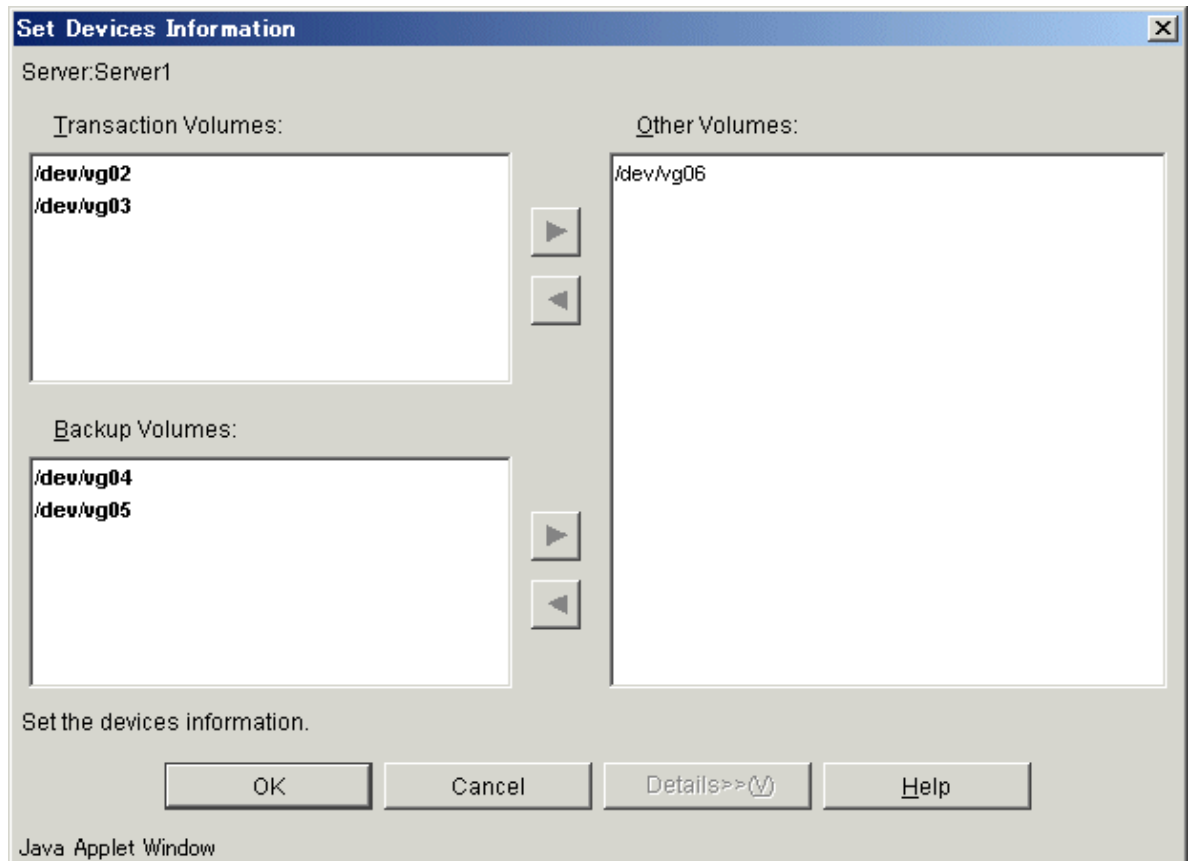 Set Devices Information
Server:Server1
Transaction Volumes:
/dev/vg02
/dev/vg03
Other Volumes:
/dev/vg06
Backup Volumes:
/dev/vg04
/dev/vg05
Set the devices information.
OK Cancel Details>>(V) Help
Java Applet Window